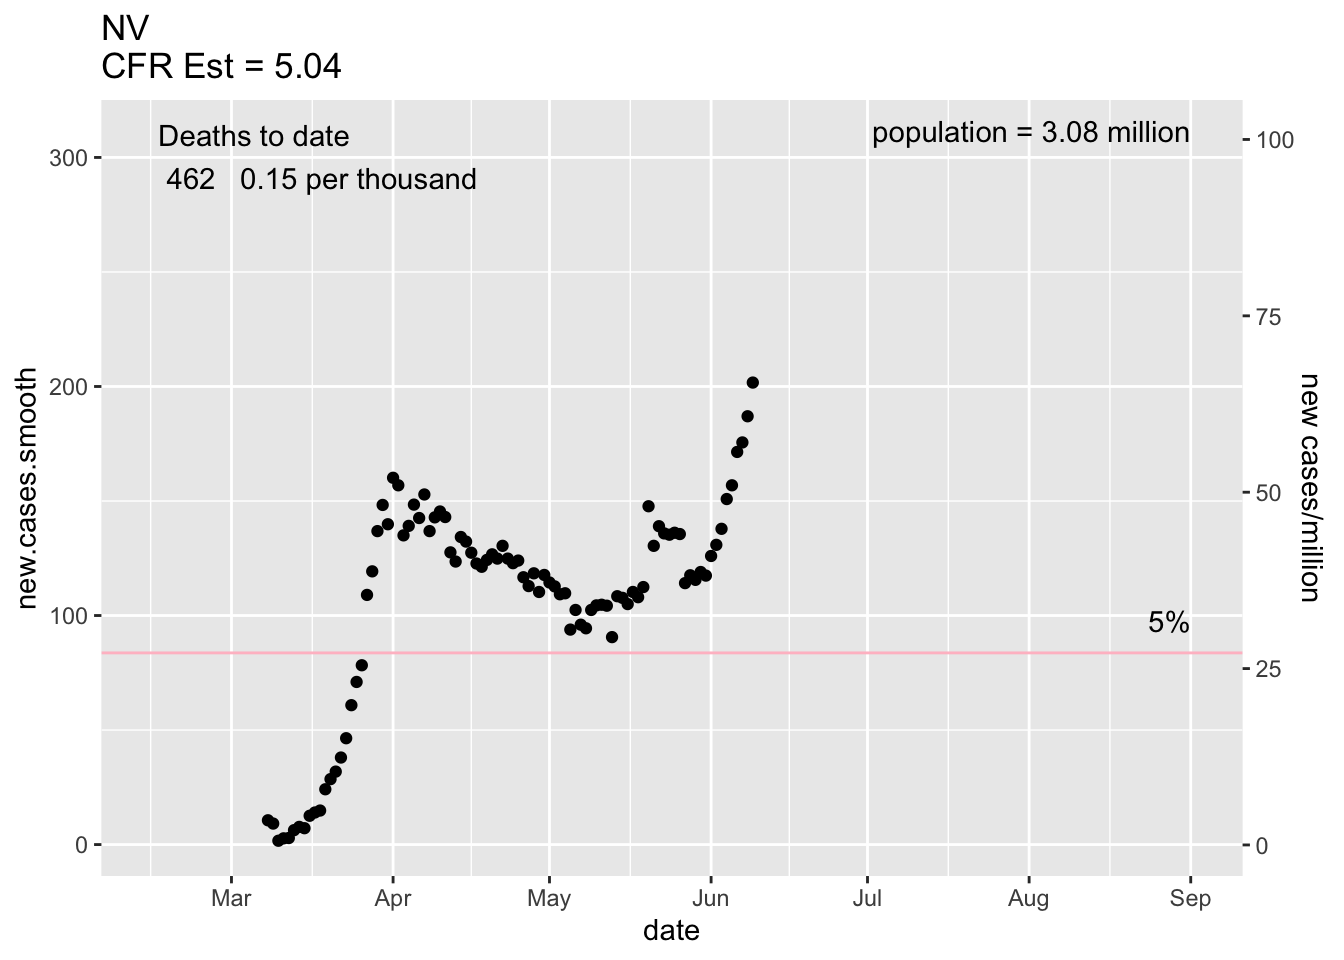 NV
CFR Est = 5.04
Deaths to date
462 0.15 per thousand
population = 3.08 million
5%
new.cases.smooth
300
200
100
0
new cases/million
100
75
50
25
0
Mar Apr May Jun Jul Aug Sep
date